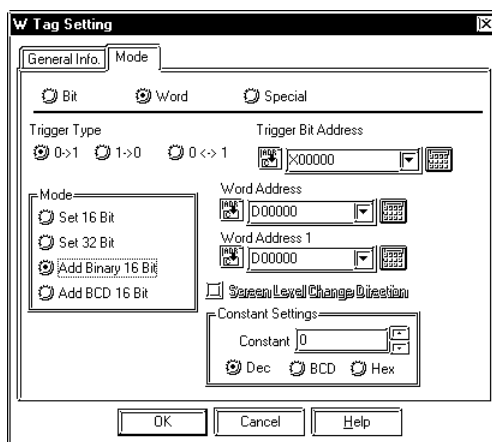 W Tag Setting
General Info. Mode
Bit Word Special
Trigger Type
0->1 1->0 0 <-> 1
Trigger Bit Address
X00000
Mode
Set 16 Bit
Set 32 Bit
Add Binary 16 Bit
Add BCD 16 Bit
Word Address
D00000
Word Address 1
D00000
Screen Level Change Direction
Constant Settings
Constant 0
Dec BCD Hex
OK Cancel Help